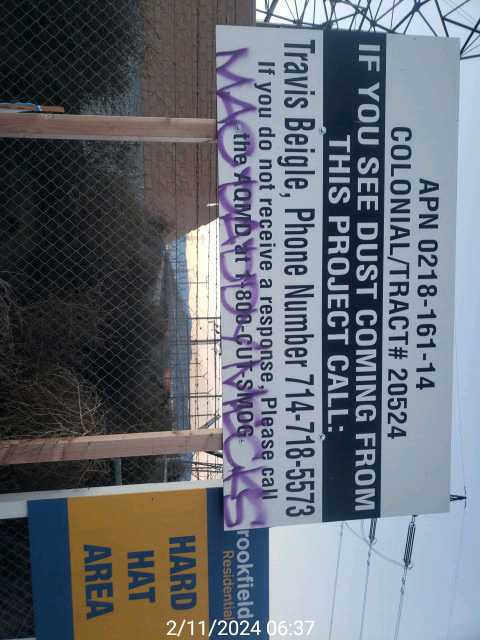 APN 0218-161-14
COLONIAL/TRACT# 20524
IF YOU SEE DUST COMING FROM
THIS PROJECT CALL:
Travis Beigle, Phone Number 714-718-5573
If you do not receive a response, Please call
the AQMD at 1-800-CUT-SMOG
rookfield
Residential
HARD
HAT
AREA
2/11/2024 06:37